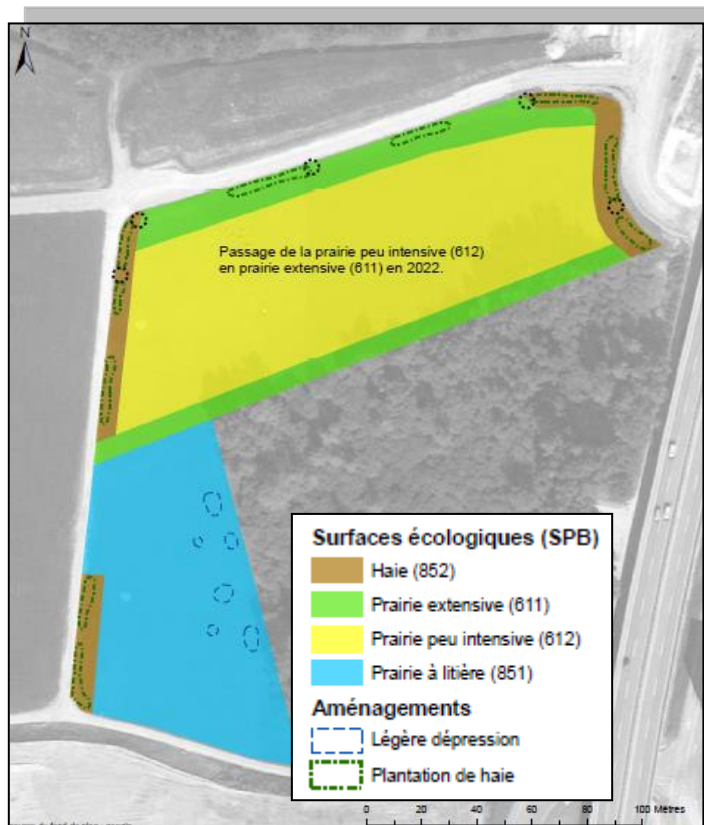 N
Passage de la prairie peu intensive (612)
en prairie extensive (611) en 2022.
Surfaces écologiques (SPB)
Haie (852)
Prairie extensive (611)
Prairie peu intensive (612)
Prairie à litière (851)
Aménagements
Légère dépression
Plantation de haie
0 20 40 60 80 100 Mètres